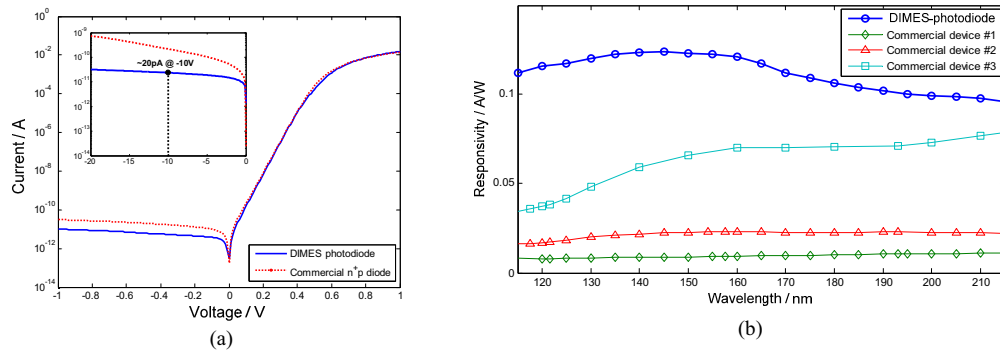 10^-2
10^0
10^-2
10^-4
10^-6
10^-8
10^-10
10^-12
10^-14
Current / A
-1 -0.8 -0.6 -0.4 -0.2 0 0.2 0.4 0.6 0.8 1
Voltage / V
10^-9
10^-10
10^-11
10^-12
10^-13
10^-14
-20 -15 -10 -5 0
~20pA @ -10V
DIMES photodiode
Commercial n+p diode
(a)
0.1
0.05
0
Responsivity / A/W
120 130 140 150 160 170 180 190 200 210
Wavelength / nm
DIMES-photodiode
Commercial device #1
Commercial device #2
Commercial device #3
(b)